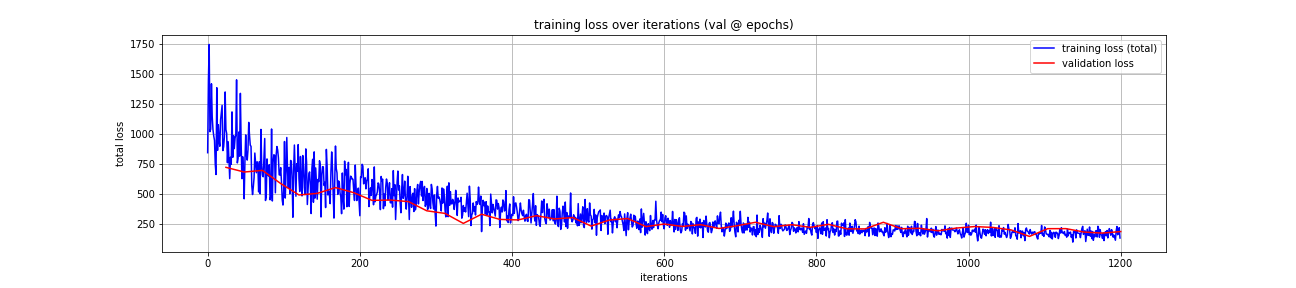 training loss over iterations (val @ epochs)
1750
1500
1250
1000
750
500
250
total loss
training loss (total)
validation loss
0
200
400
600
800
1000
1200
iterations